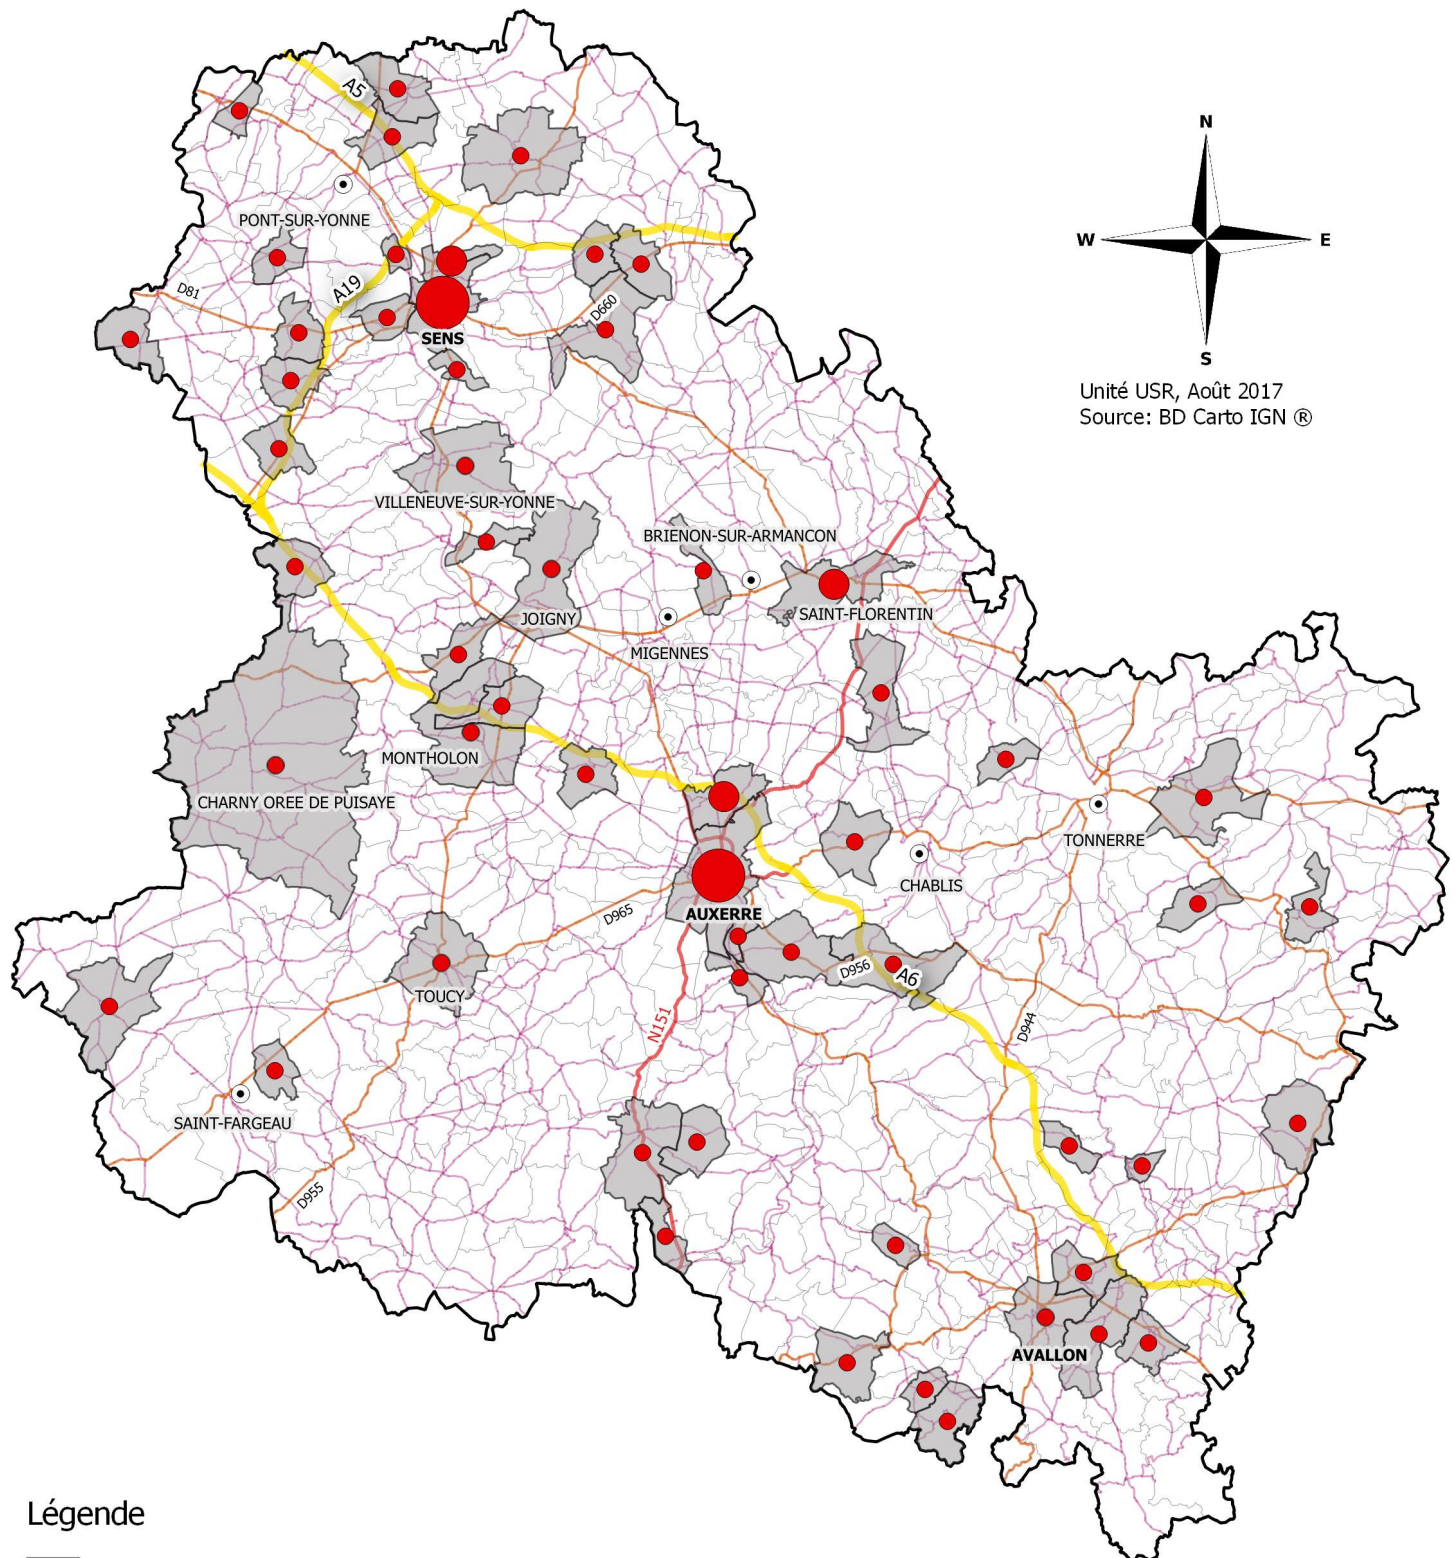 A5
N
PONT-SUR-YONNE
W
E
D81
A19
D660
SENS
S
Unité USR, Août 2017
Source: BD Carto IGN ®
VILLENEUVE-SUR-YONNE
BRIENON-SUR-ARMANCON
JOIGNY
SAINT-FLORENTIN
MIGENNES
MONTHOLON
CHARNY OREE DE PUISAYE
TONNERRE
CHABLIS
AUXERRE
D965
D956
A6
TOUCY
N151
D944
SAINT-FARGEAU
D955
AVALLON
Légende